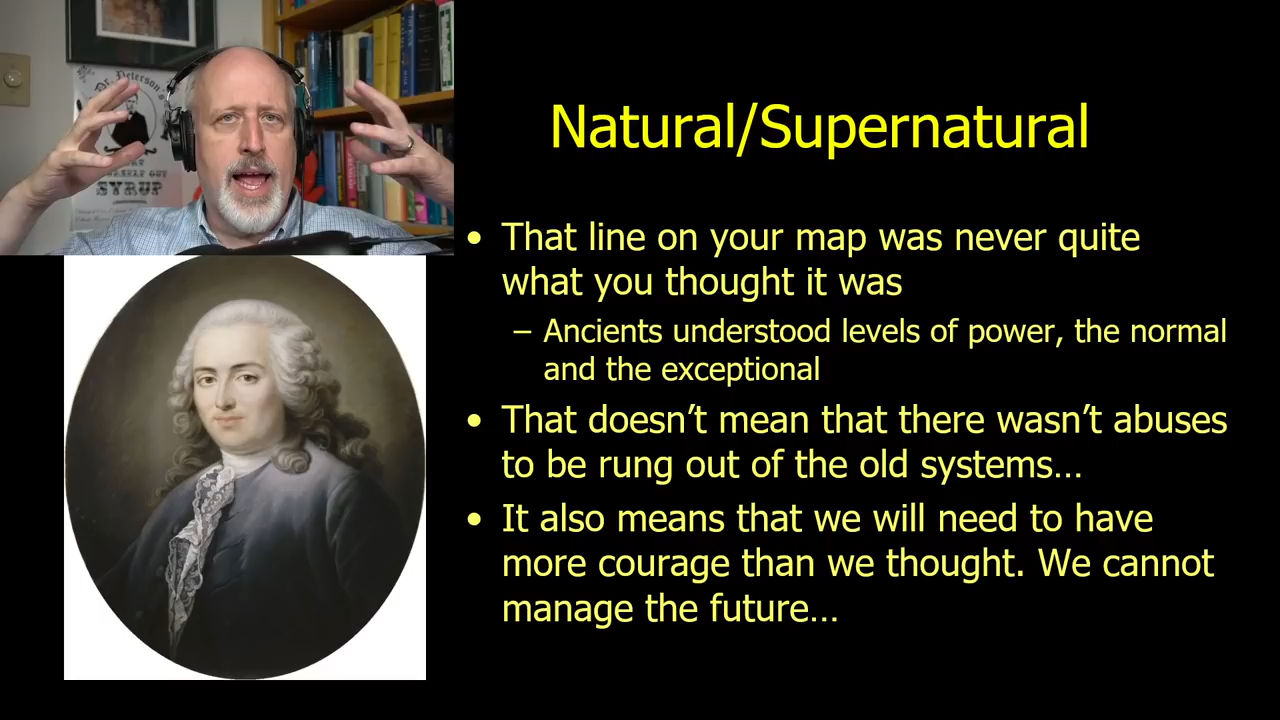 Dr. Peterson's
SYRUP
Natural/Supernatural
• That line on your map was never quite
what you thought it was
– Ancients understood levels of power, the normal
and the exceptional
• That doesn’t mean that there wasn’t abuses
to be rung out of the old systems…
• It also means that we will need to have
more courage than we thought. We cannot
manage the future…